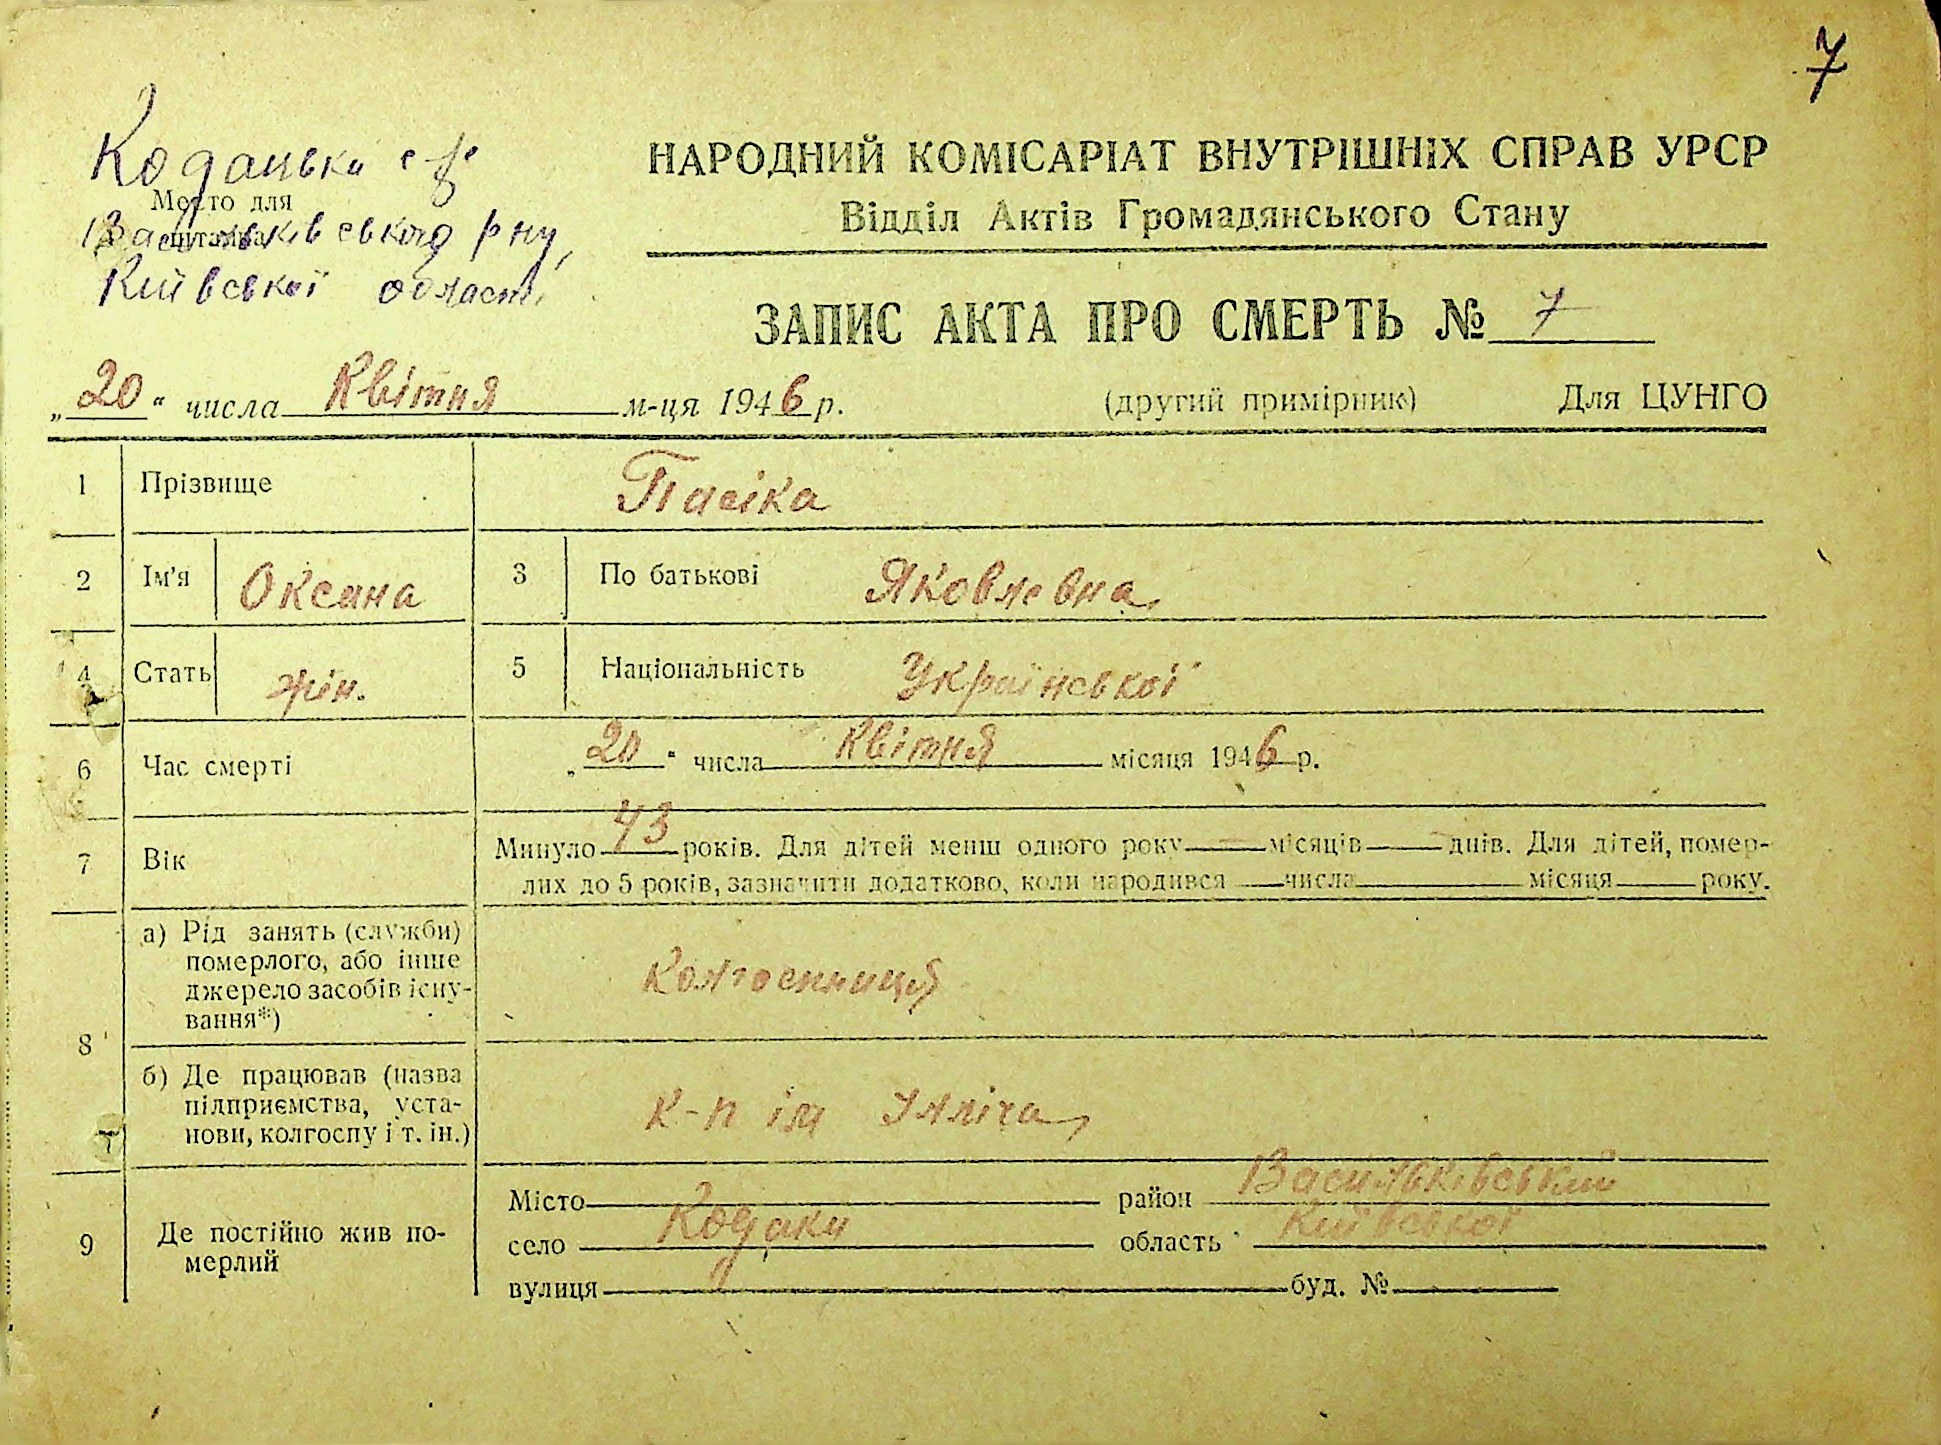 7
Кодацька с/р
Место для
Васильківського р ну,
штампа
Київської област,
НАРОДНИЙ КОМІСАРІАТ ВНУТРІШНІХ СПРАВ УРСР
Відділ Актів Громадянського Стану
ЗАПИС АКТА ПРО СМЕРТЬ № 7
„20“ числа Квітня м-ця 1946 р. (другий примірник) Для ЦУНГО
1 Прізвище Пасіка
2 Ім'я Оксана 3 По батькові Яковлевна
4 Стать жін. 5 Національність Української
6 Час смерті „20“ числа Квітня місяця 1946 р.
7 Вік Минуло 43 років. Для дітей менш одного року — місяців — днів. Для дітей, помер-
лих до 5 років, зазначити додатково, коли народився числа місяця року.
8 а) Рід занять (служби)
померлого, або інше
джерело засобів існу-
вання*)
Колгоспниця
б) Де працював (назва
підприємства, уста-
нови, колгоспу і т. ін.)
к-п ім Ілліча
9 Де постійно жив по-
мерлий
Місто район Васильківський
село Кодаки область Київської
вулиця буд. №